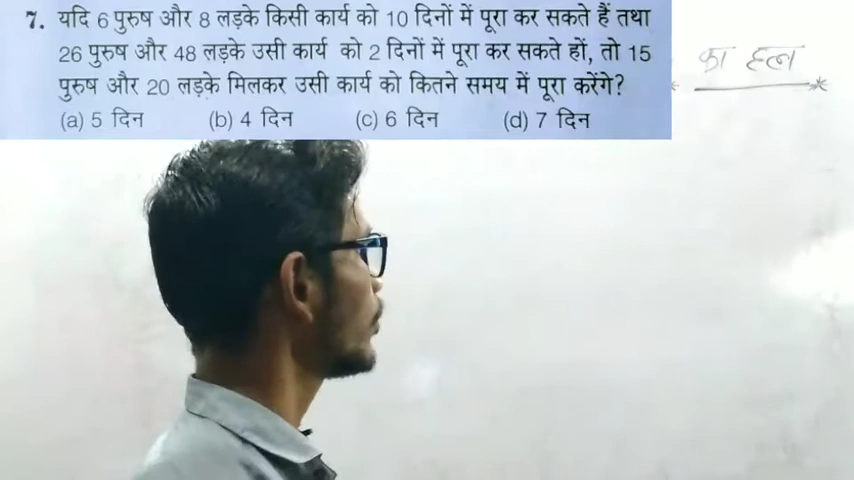 7. यदि 6 पुरुष और 8 लड़के किसी कार्य को 10 दिनों में पूरा कर सकते हैं तथा
26 पुरुष और 48 लड़के उसी कार्य को 2 दिनों में पूरा कर सकते हों, तो 15
पुरुष और 20 लड़के मिलकर उसी कार्य को कितने समय में पूरा करेंगे?
(a) 5 दिन (b) 4 दिन (c) 6 दिन (d) 7 दिन
का हल